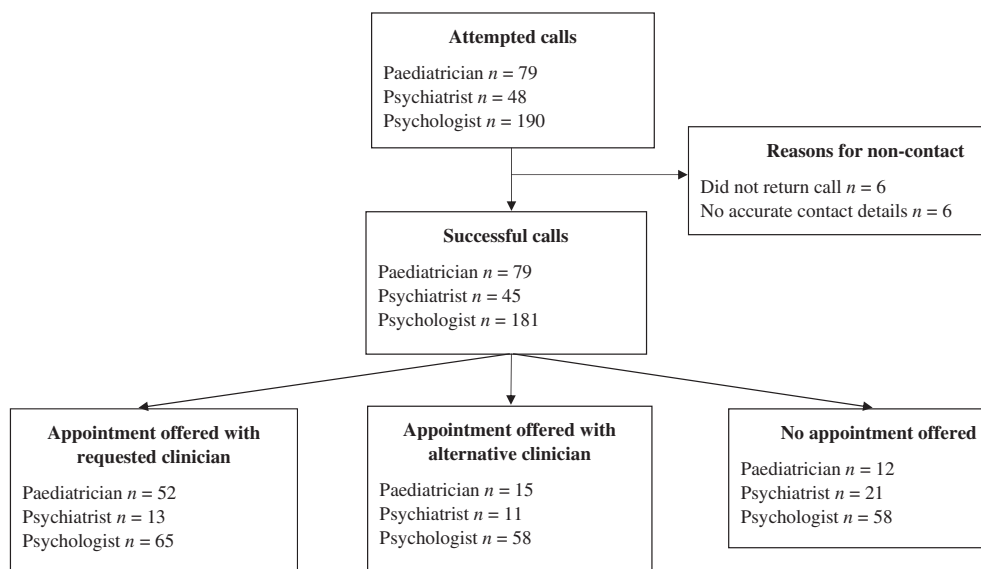 Attempted calls
Paediatrician n = 79
Psychiatrist n = 48
Psychologist n = 190
Reasons for non-contact
Did not return call n = 6
No accurate contact details n = 6
Successful calls
Paediatrician n = 79
Psychiatrist n = 45
Psychologist n = 181
Appointment offered with
requested clinician
Paediatrician n = 52
Psychiatrist n = 13
Psychologist n = 65
Appointment offered with
alternative clinician
Paediatrician n = 15
Psychiatrist n = 11
Psychologist n = 58
No appointment offered
Paediatrician n = 12
Psychiatrist n = 21
Psychologist n = 58